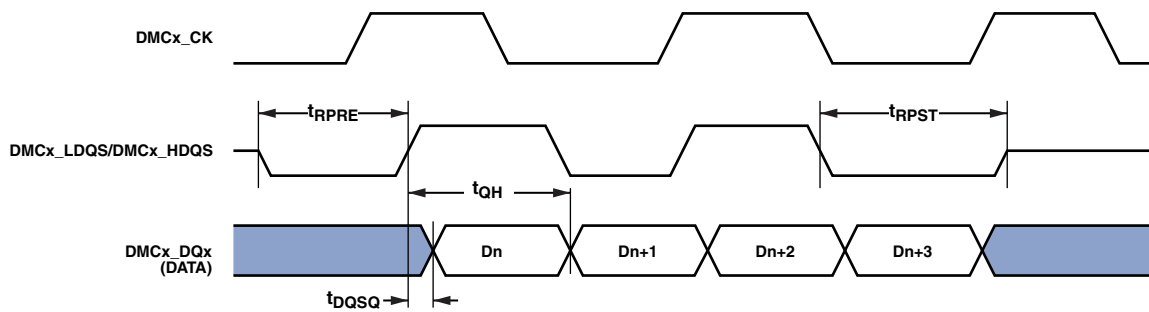 DMCx_CK
tRPRE
tRPST
DMCx_LDQS/DMCx_HDQS
tQH
DMCx_DQx
(DATA)
Dn
Dn+1
Dn+2
Dn+3
tDQSQ